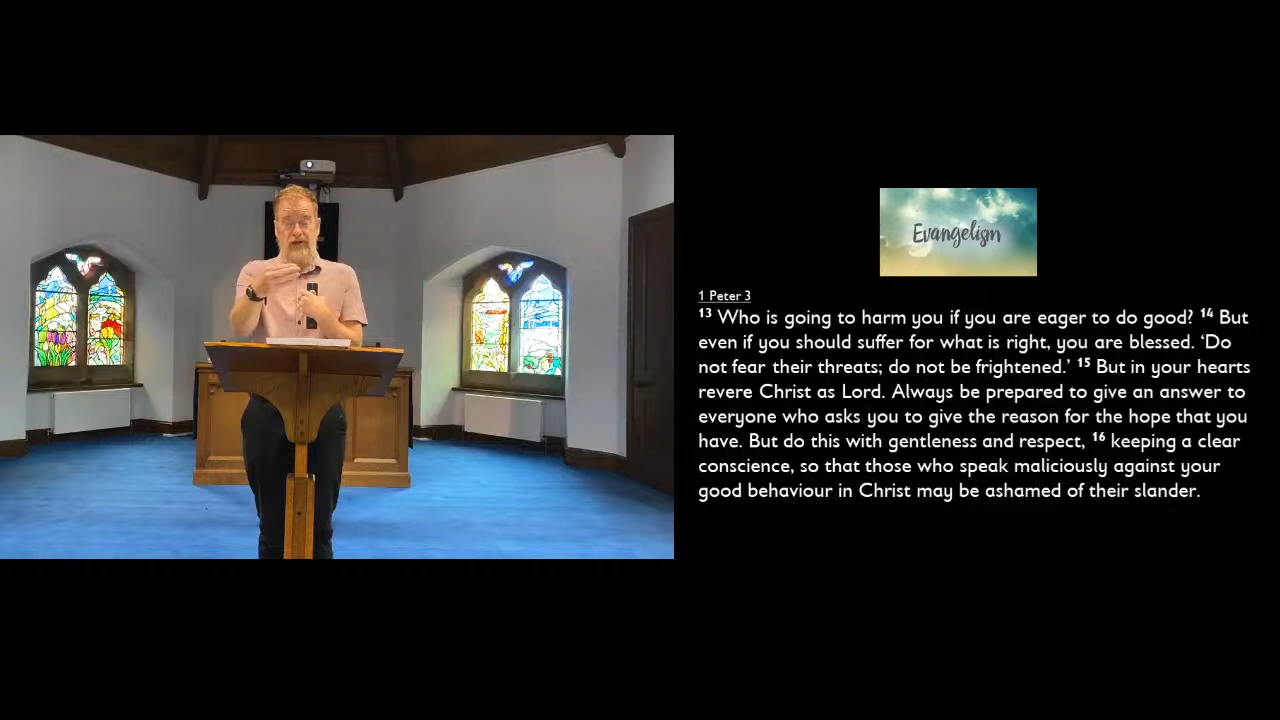 Evangelism
1 Peter 3
13 Who is going to harm you if you are eager to do good? 14 But
even if you should suffer for what is right, you are blessed. ‘Do
not fear their threats; do not be frightened.’ 15 But in your hearts
revere Christ as Lord. Always be prepared to give an answer to
everyone who asks you to give the reason for the hope that you
have. But do this with gentleness and respect, 16 keeping a clear
conscience, so that those who speak maliciously against your
good behaviour in Christ may be ashamed of their slander.